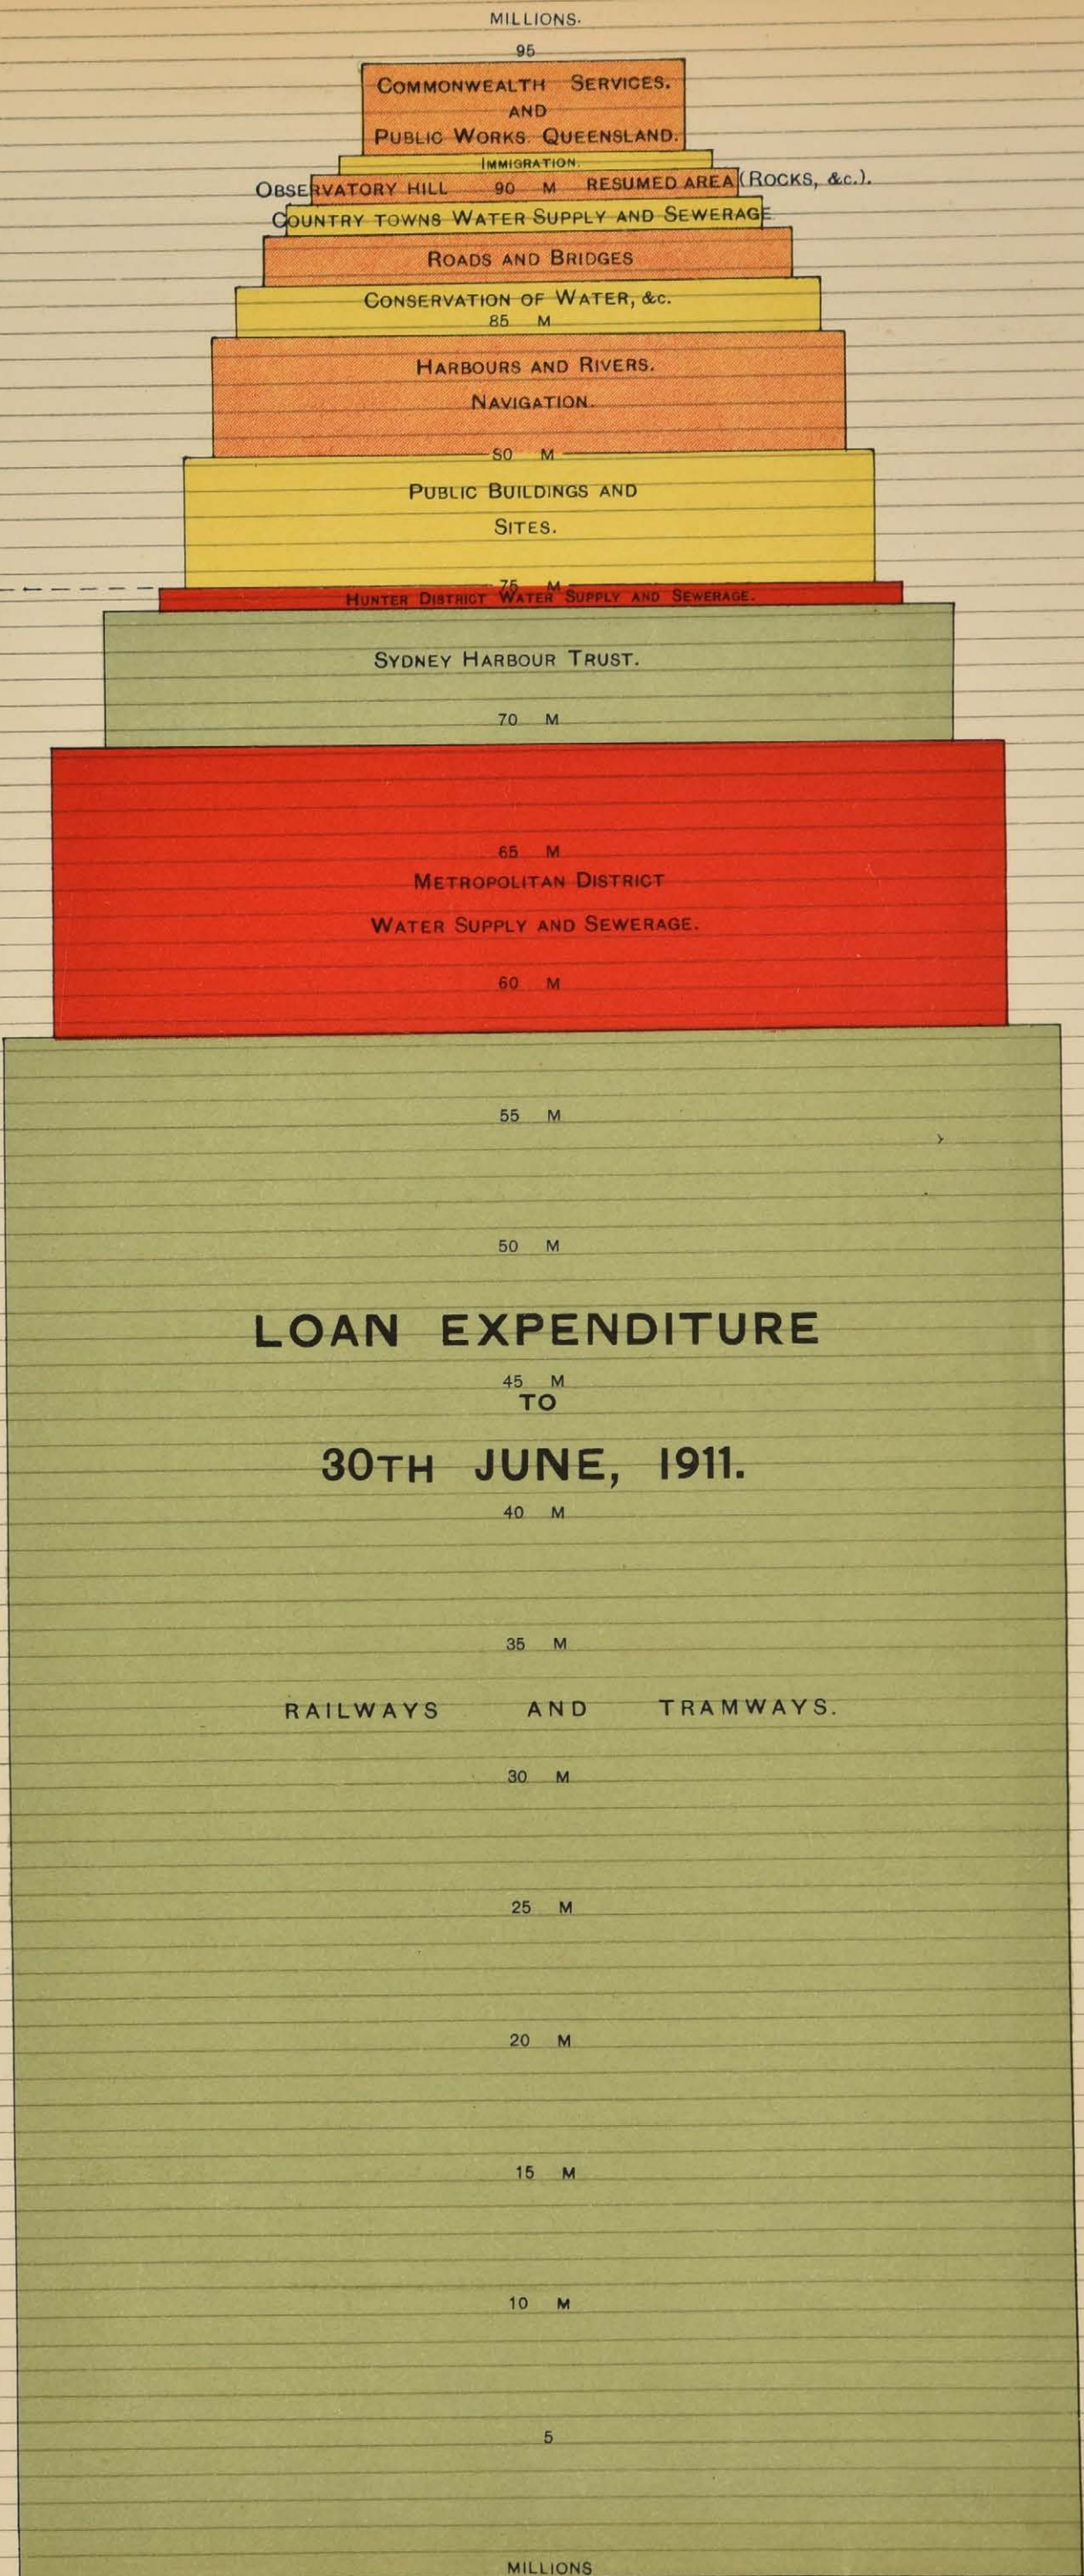 MILLIONS.
95
COMMONWEALTH SERVICES.
AND
PUBLIC WORKS. QUEENSLAND.
IMMIGRATION.
OBSERVATORY HILL 90 M RESUMED AREA (ROCKS, &c.).
COUNTRY TOWNS WATER SUPPLY AND SEWERAGE
ROADS AND BRIDGES
CONSERVATION OF WATER, &c.
85 M
HARBOURS AND RIVERS.
NAVIGATION.
80 M
PUBLIC BUILDINGS AND
SITES.
75 M
HUNTER DISTRICT WATER SUPPLY AND SEWERAGE.
SYDNEY HARBOUR TRUST.
70 M
65 M
METROPOLITAN DISTRICT
WATER SUPPLY AND SEWERAGE.
60 M
55 M
50 M
LOAN EXPENDITURE
45 M
TO
30TH JUNE, 1911.
40 M
35 M
RAILWAYS AND TRAMWAYS.
30 M
25 M
20 M
15 M
10 M
5
MILLIONS